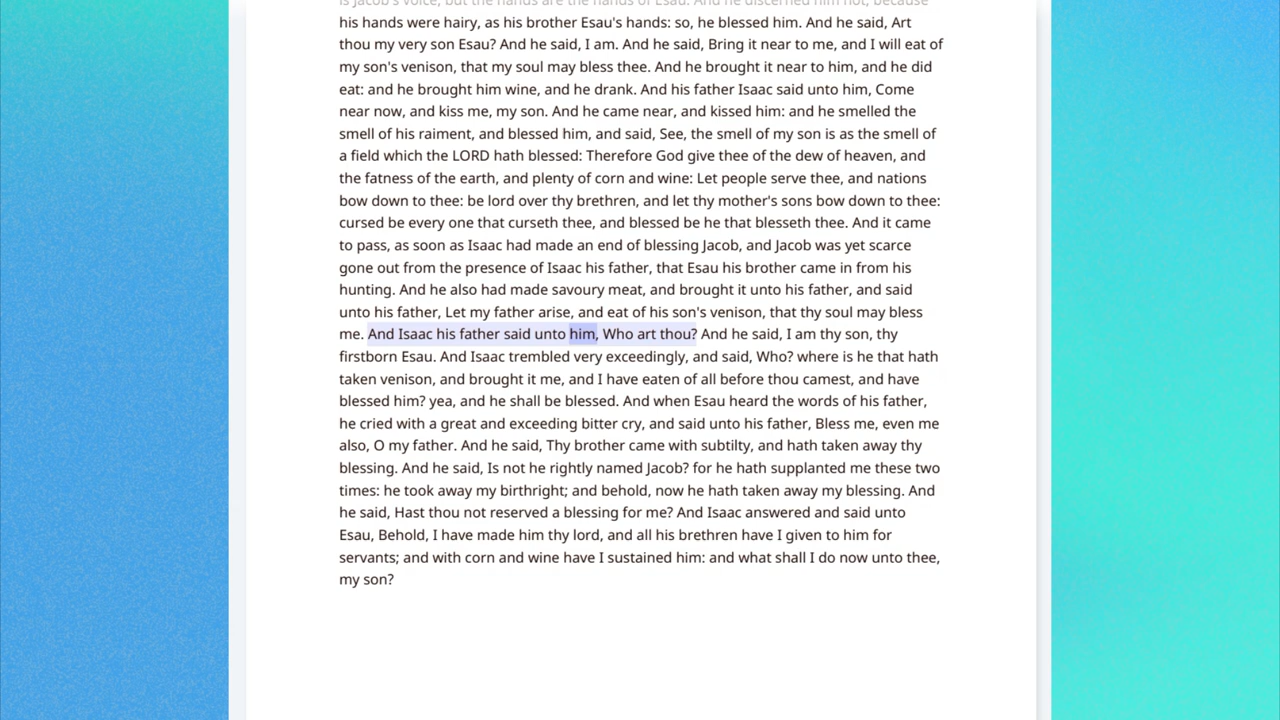 is Jacob's voice, but the hands are the hands of Esau. And he discerned him not, because
his hands were hairy, as his brother Esau's hands: so, he blessed him. And he said, Art
thou my very son Esau? And he said, I am. And he said, Bring it near to me, and I will eat of
my son's venison, that my soul may bless thee. And he brought it near to him, and he did
eat: and he brought him wine, and he drank. And his father Isaac said unto him, Come
near now, and kiss me, my son. And he came near, and kissed him: and he smelled the
smell of his raiment, and blessed him, and said, See, the smell of my son is as the smell of
a field which the LORD hath blessed: Therefore God give thee of the dew of heaven, and
the fatness of the earth, and plenty of corn and wine: Let people serve thee, and nations
bow down to thee: be lord over thy brethren, and let thy mother's sons bow down to thee:
cursed be every one that curseth thee, and blessed be he that blesseth thee. And it came
to pass, as soon as Isaac had made an end of blessing Jacob, and Jacob was yet scarce
gone out from the presence of Isaac his father, that Esau his brother came in from his
hunting. And he also had made savoury meat, and brought it unto his father, and said
unto his father, Let my father arise, and eat of his son's venison, that thy soul may bless
me. And Isaac his father said unto him, Who art thou? And he said, I am thy son, thy
firstborn Esau. And Isaac trembled very exceedingly, and said, Who? where is he that hath
taken venison, and brought it me, and I have eaten of all before thou camest, and have
blessed him? yea, and he shall be blessed. And when Esau heard the words of his father,
he cried with a great and exceeding bitter cry, and said unto his father, Bless me, even me
also, O my father. And he said, Thy brother came with subtilty, and hath taken away thy
blessing. And he said, Is not he rightly named Jacob? for he hath supplanted me these two
times: he took away my birthright; and behold, now he hath taken away my blessing. And
he said, Hast thou not reserved a blessing for me? And Isaac answered and said unto
Esau, Behold, I have made him thy lord, and all his brethren have I given to him for
servants; and with corn and wine have I sustained him: and what shall I do now unto thee,
my son?